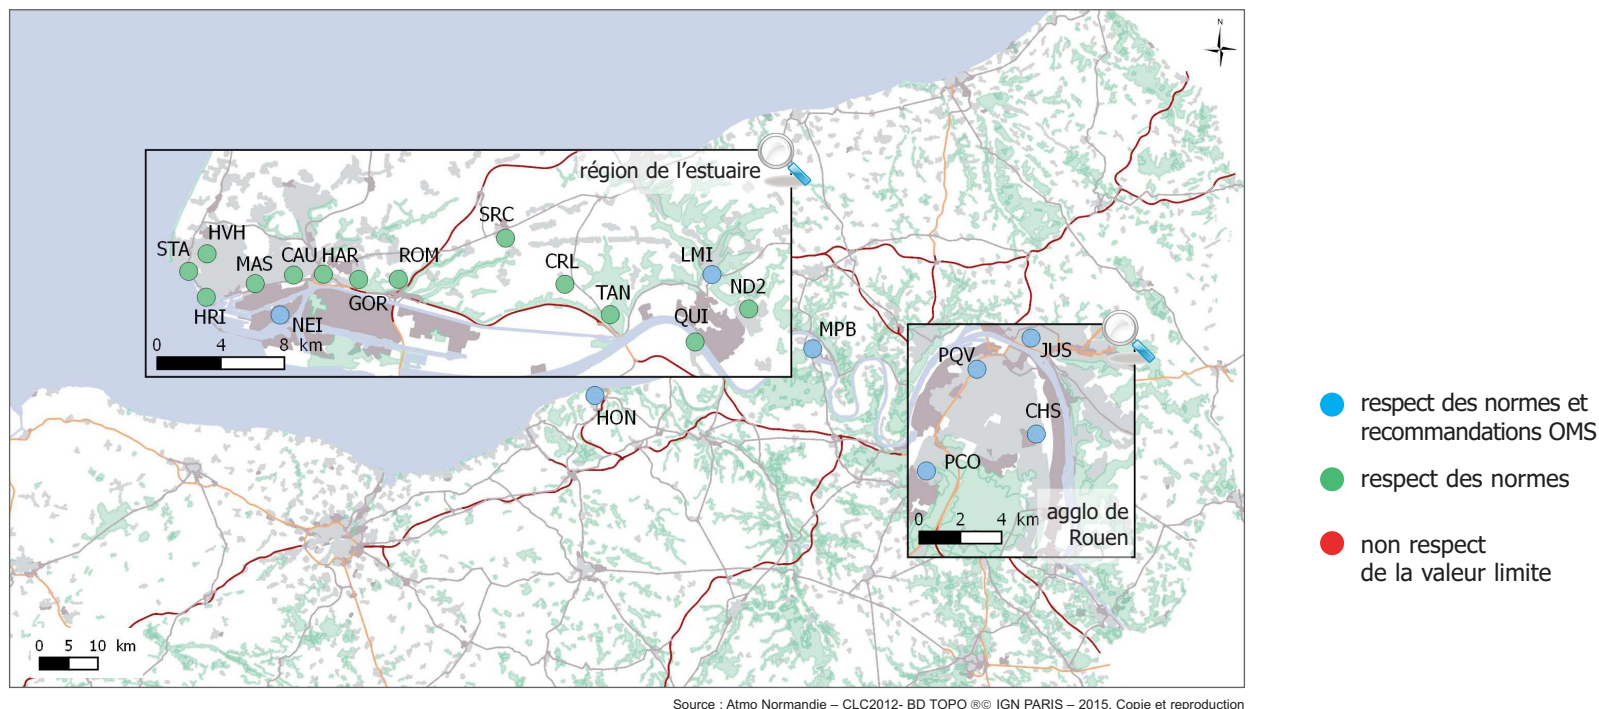 N
région de l'estuaire
SRC
HVH
STA
MAS
CAU
HAR
ROM
CRL
LMI
TAN
ND2
GOR
HRI
NEI
QUI
0 4 8 km
MPB
JUS
PQV
CHS
HON
PCO
0 2 4 km
agglo de
Rouen
0 5 10 km
respect des normes et
recommandations OMS
respect des normes
non respect
de la valeur limite
Source : Atmo Normandie – CLC2012- BD TOPO ®© IGN PARIS – 2015. Copie et reproduction